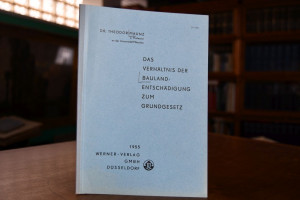 DAS
VERHÄLTNIS DER
BAULAND-
ENTSCHÄDIGUNG
ZUM
GRUNDGESETZ
1955
WERNER-VERLAG
GMBH
DÜSSELDORF